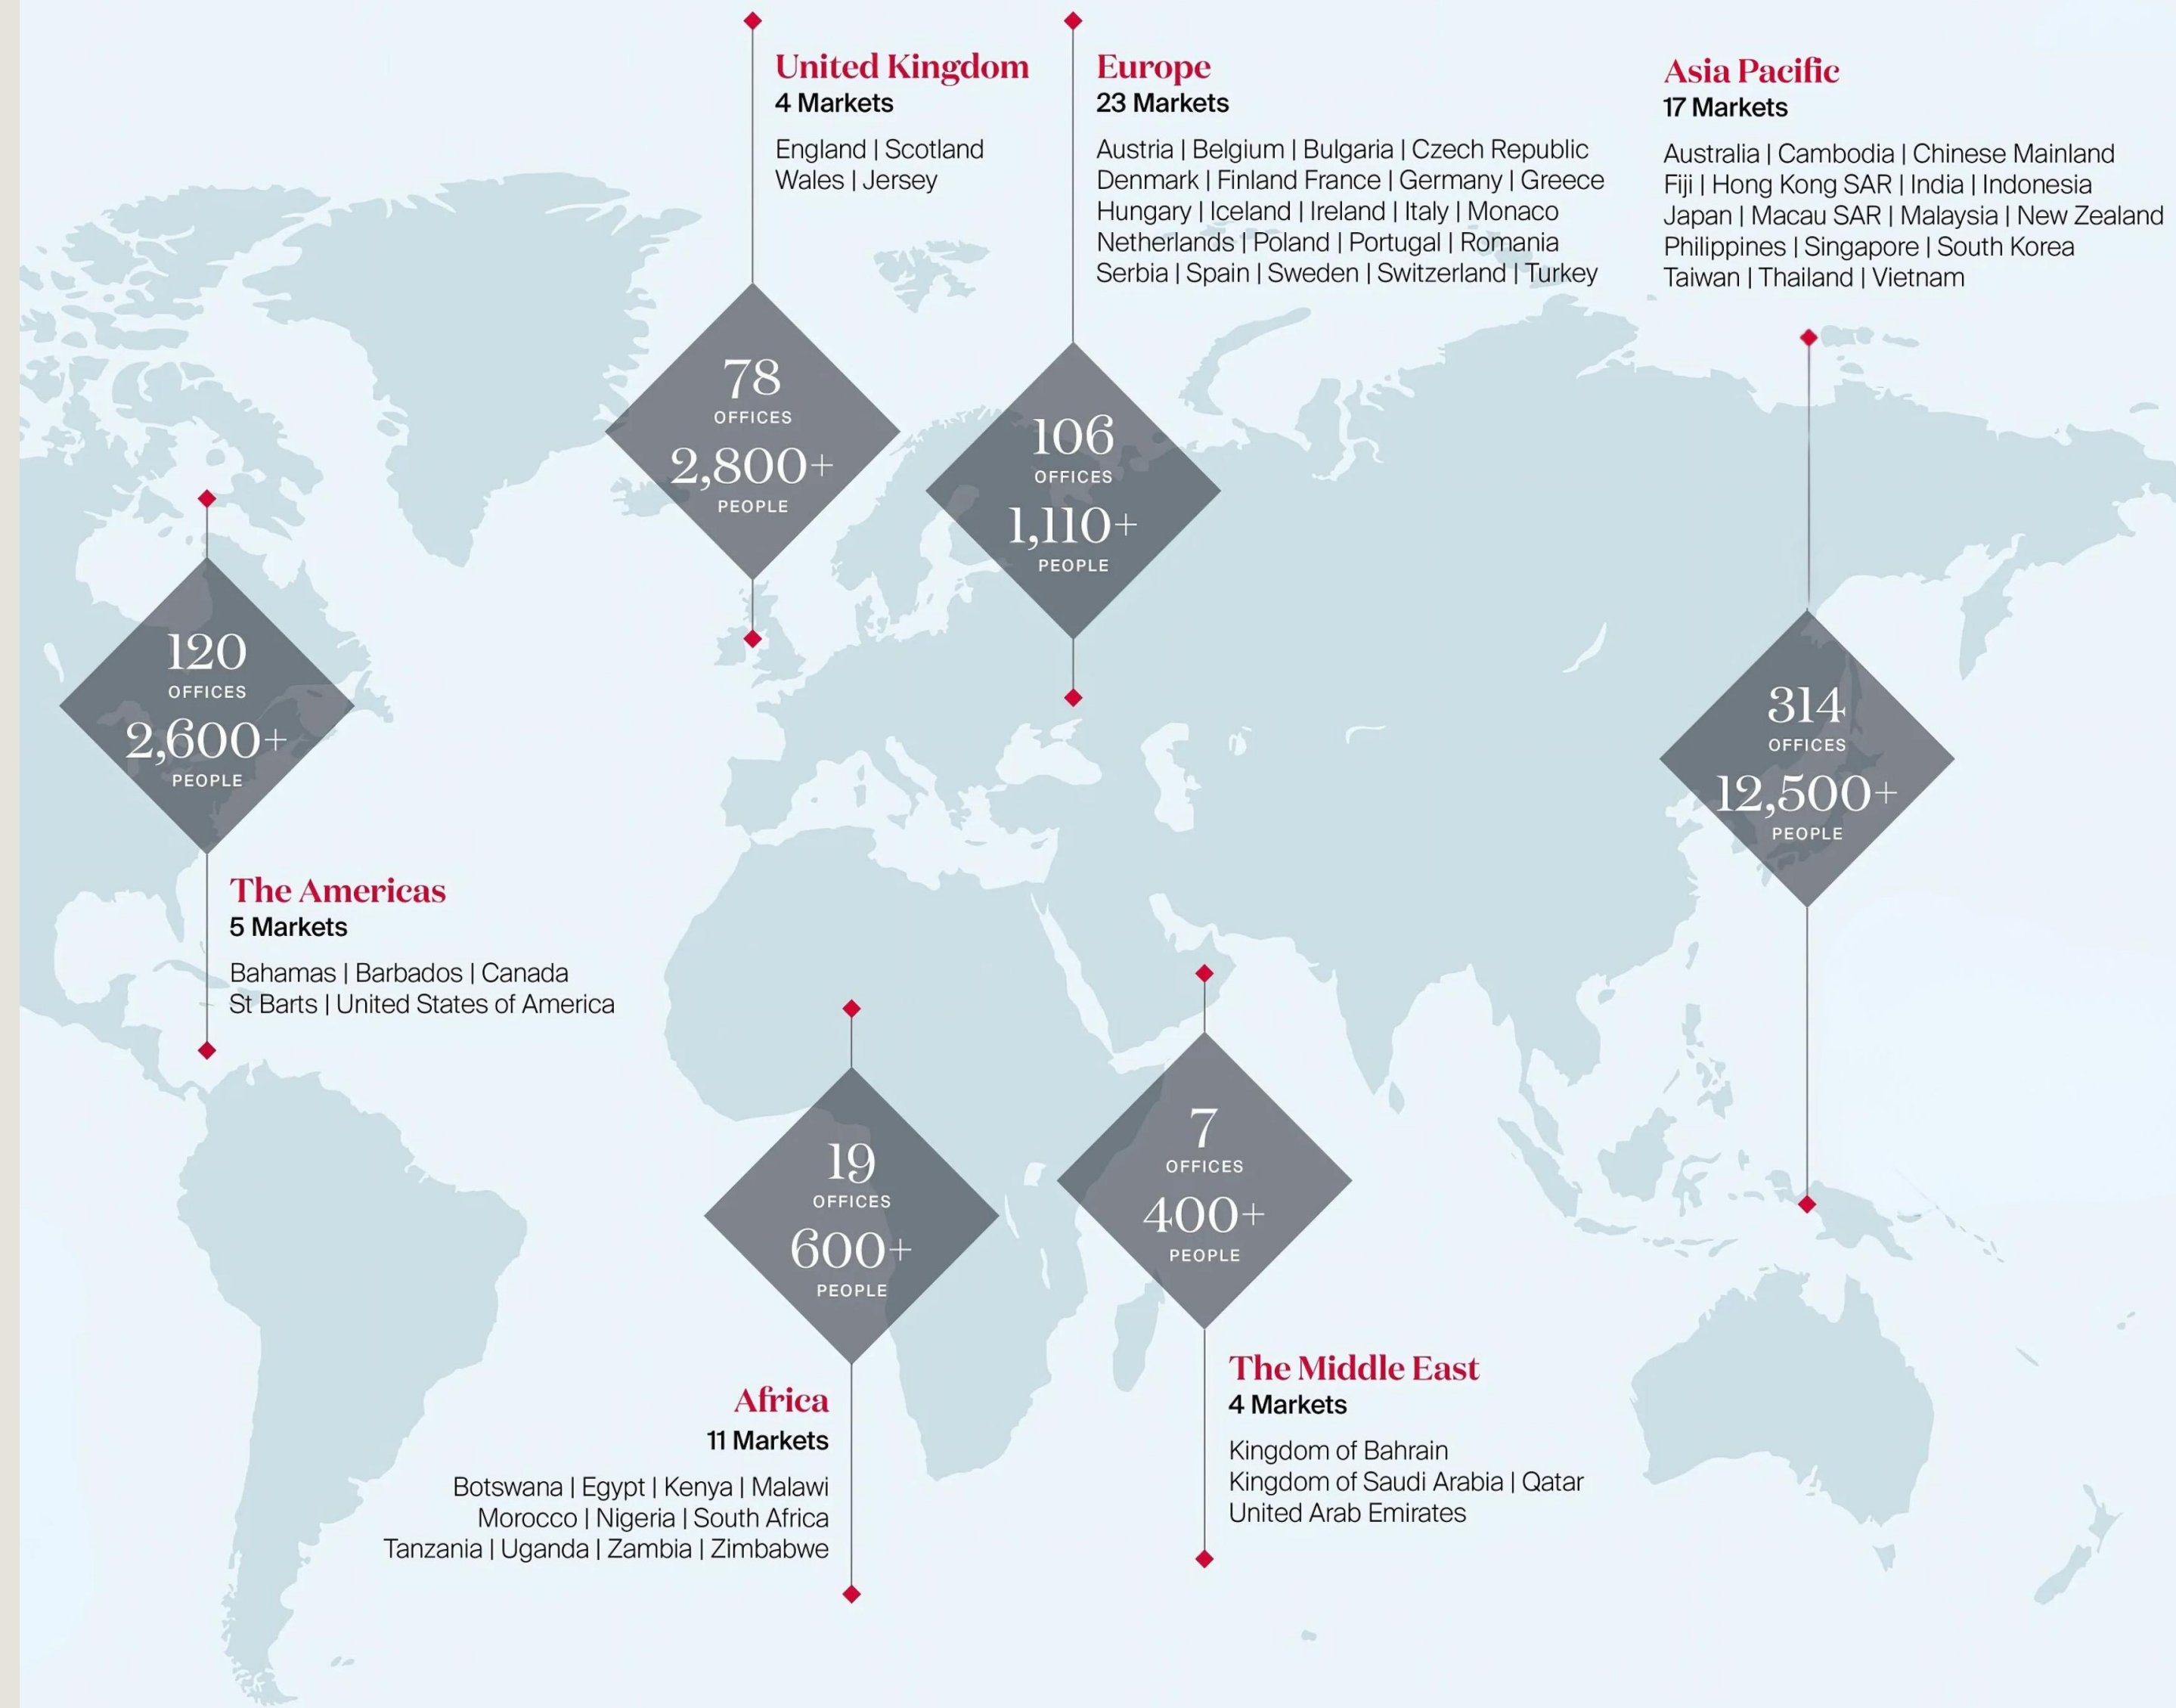 United Kingdom
4 Markets
England | Scotland
Wales | Jersey
78
OFFICES
2,800+
PEOPLE
Europe
23 Markets
Austria | Belgium | Bulgaria | Czech Republic
Denmark | Finland France | Germany | Greece
Hungary | Iceland | Ireland | Italy | Monaco
Netherlands | Poland | Portugal | Romania
Serbia | Spain | Sweden | Switzerland | Turkey
106
OFFICES
1,110+
PEOPLE
Asia Pacific
17 Markets
Australia | Cambodia | Chinese Mainland
Fiji | Hong Kong SAR | India | Indonesia
Japan | Macau SAR | Malaysia | New Zealand
Philippines | Singapore | South Korea
Taiwan | Thailand | Vietnam
314
OFFICES
12,500+
PEOPLE
120
OFFICES
2,600+
PEOPLE
The Americas
5 Markets
Bahamas | Barbados | Canada
St Barts | United States of America
19
OFFICES
600+
PEOPLE
Africa
11 Markets
Botswana | Egypt | Kenya | Malawi
Morocco | Nigeria | South Africa
Tanzania | Uganda | Zambia | Zimbabwe
7
OFFICES
400+
PEOPLE
The Middle East
4 Markets
Kingdom of Bahrain
Kingdom of Saudi Arabia | Qatar
United Arab Emirates